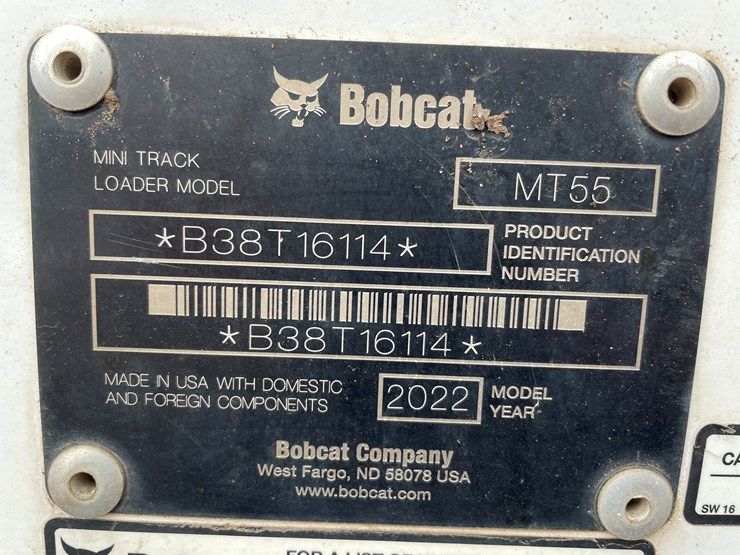 Bobcat
MINI TRACK
LOADER MODEL
MT55
*B38T16114*
PRODUCT
IDENTIFICATION
NUMBER
*B38T16114*
MADE IN USA WITH DOMESTIC
AND FOREIGN COMPONENTS
2022
MODEL
YEAR
Bobcat Company
West Fargo, ND 58078 USA
www.bobcat.com
SW 16